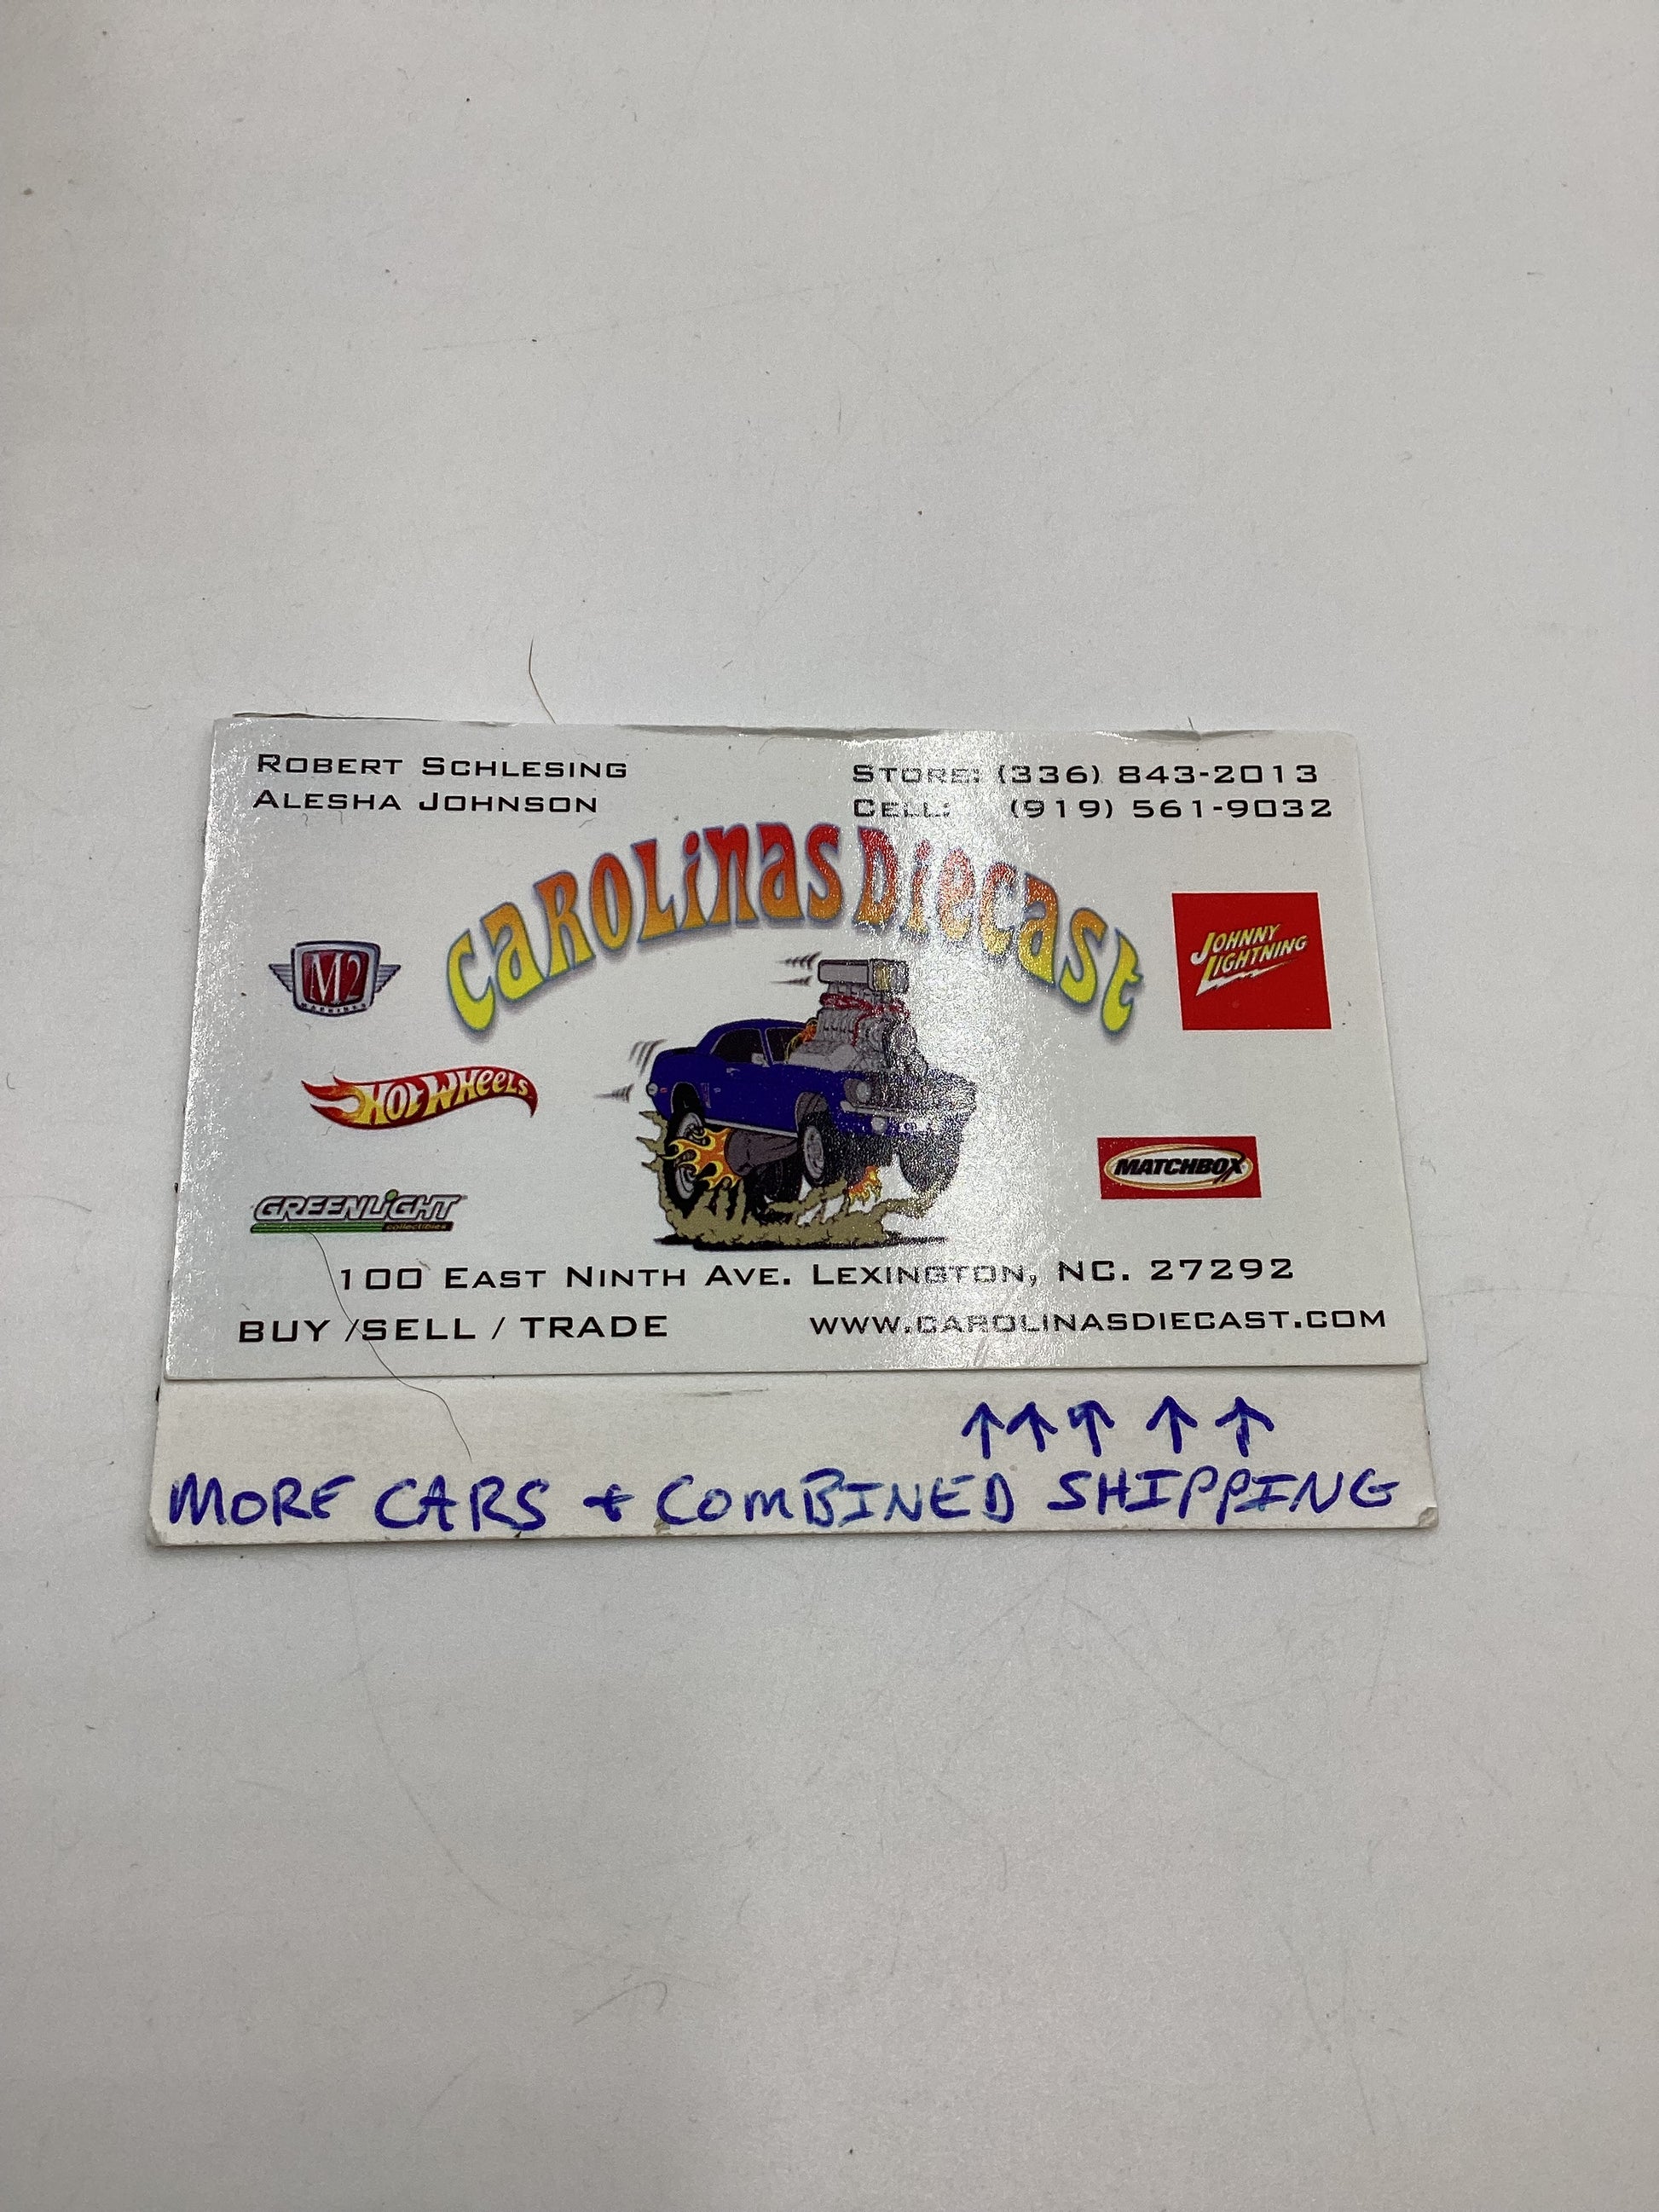 ROBERT SCHLESING
ALESHA JOHNSON
STORE: (336) 843-2013
CELL: (919) 561-9032
CAROLiNas DiecasT
M2
MACHINES
JOHNNY
LIGHTNING
HOT WHEELS
MATCHBOX
GREENLiGHT
collectibles
100 EAST NINTH AVE. LEXINGTON, NC. 27292
BUY / SELL / TRADE
WWW.CAROLINASDIECAST.COM
↑↑↑↑↑
MORE CARS & COMBINED SHIPPING